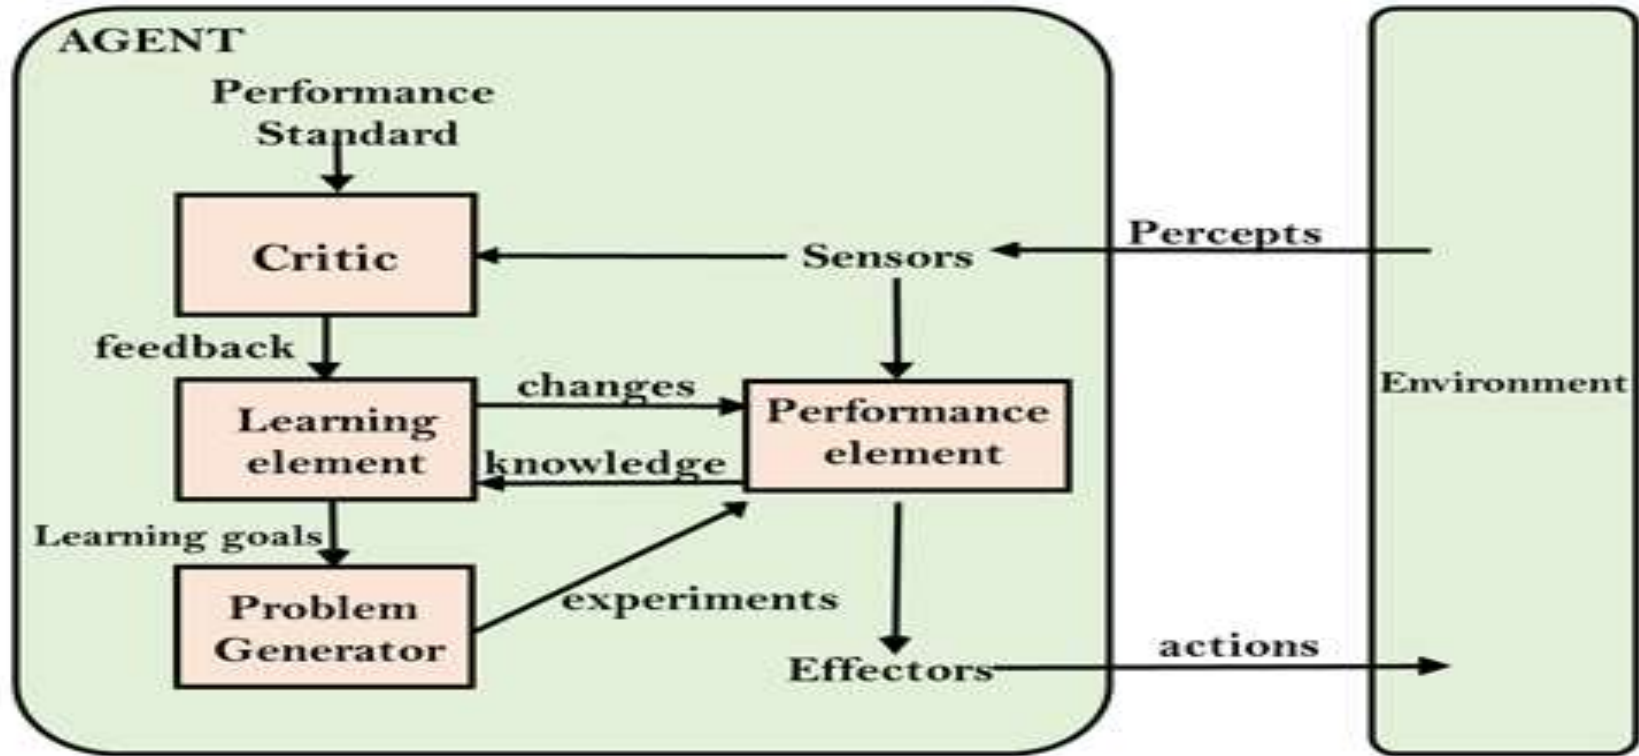 AGENT
Performance
Standard
Critic
Sensors
Percepts
feedback
Learning
element
changes
knowledge
Performance
element
Environment
Learning goals
Problem
Generator
experiments
Effectors
actions